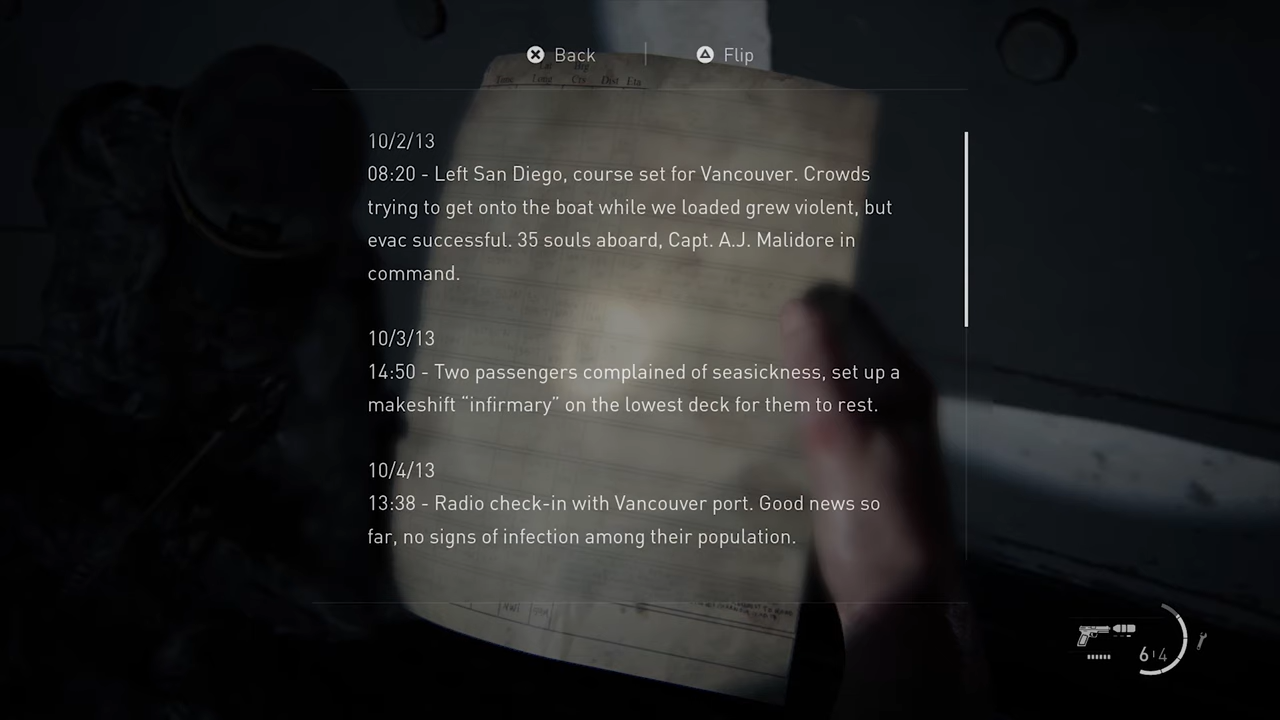 Back
Flip
Dist Eta
10/2/13
08:20 - Left San Diego, course set for Vancouver. Crowds
trying to get onto the boat while we loaded grew violent, but
evac successful. 35 souls aboard, Capt. A.J. Malidore in
command.
10/3/13
14:50 - Two passengers complained of seasickness, set up a
makeshift “infirmary” on the lowest deck for them to rest.
10/4/13
13:38 - Radio check-in with Vancouver port. Good news so
far, no signs of infection among their population.
6 4